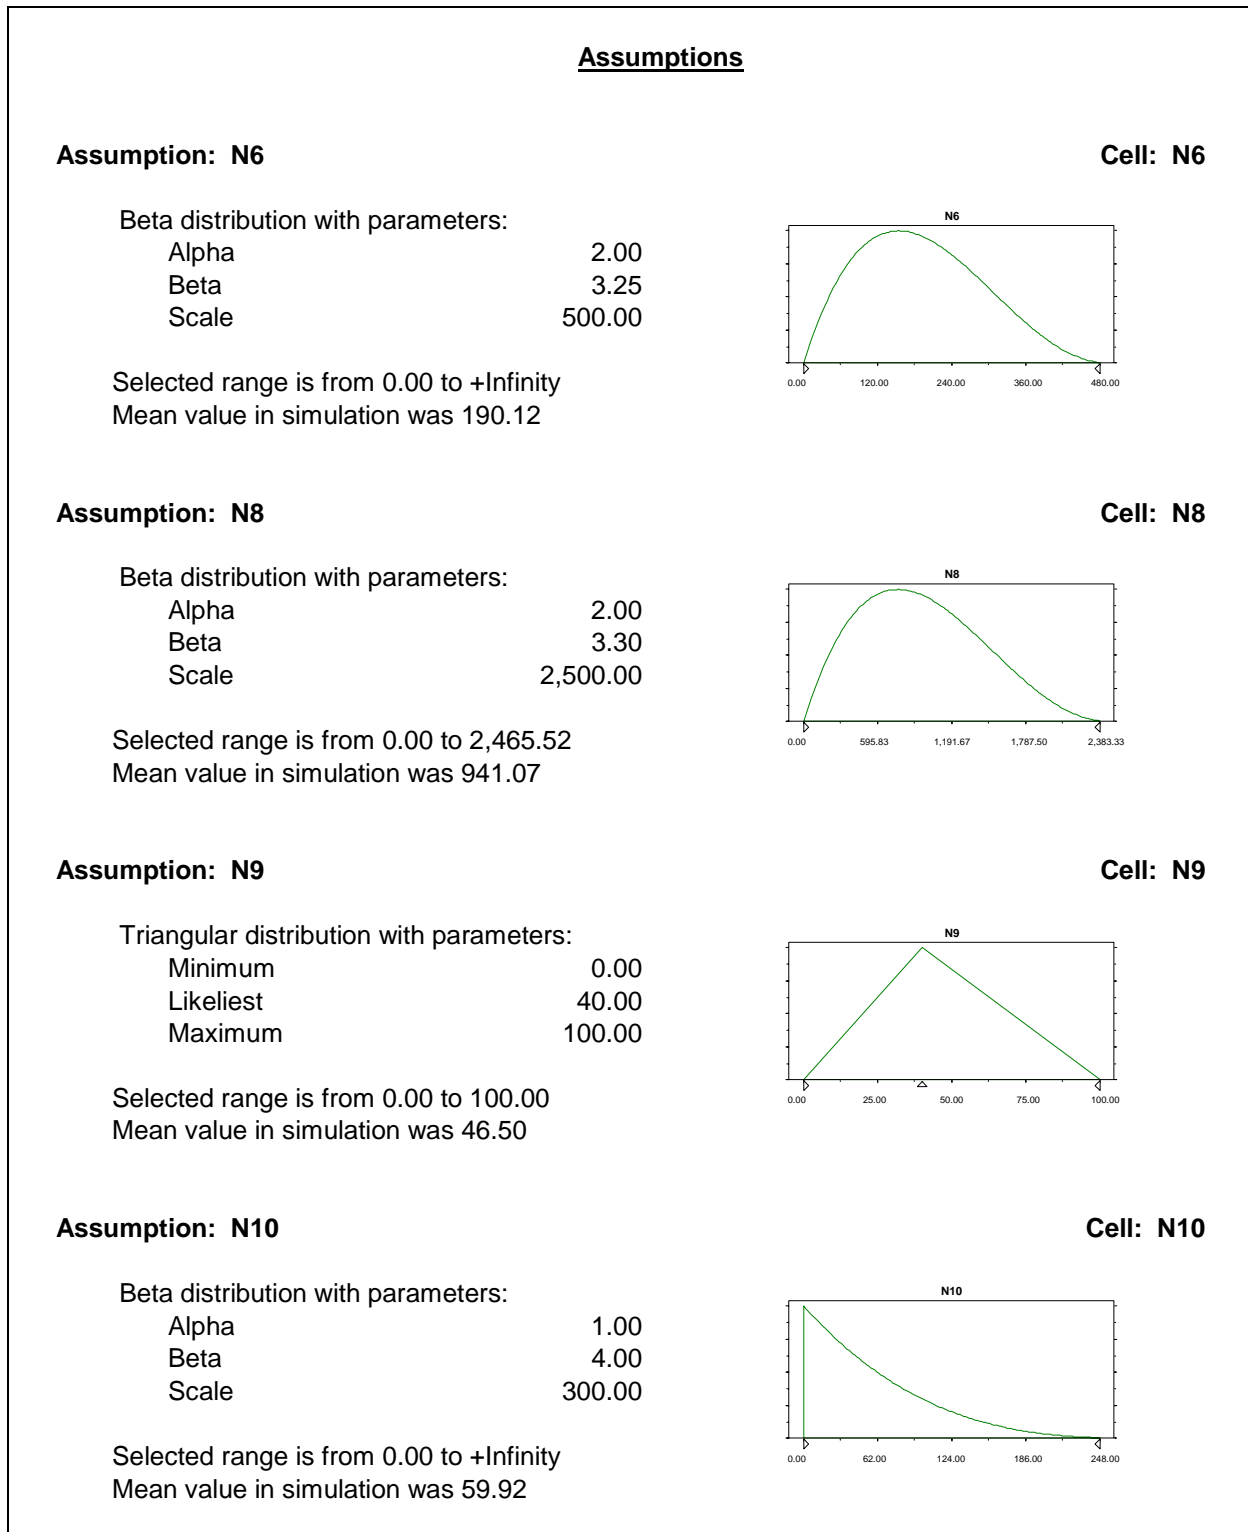 Assumptions
Assumption: N6 Cell: N6
Beta distribution with parameters:
N6
Alpha 2.00
Beta 3.25
Scale 500.00
Selected range is from 0.00 to +Infinity
0.00 120.00 240.00 360.00 480.00
Mean value in simulation was 190.12
Assumption: N8 Cell: N8
Beta distribution with parameters:
N8
Alpha 2.00
Beta 3.30
Scale 2,500.00
Selected range is from 0.00 to 2,465.52
0.00 595.83 1,191.67 1,787.50 2,383.33
Mean value in simulation was 941.07
Assumption: N9 Cell: N9
Triangular distribution with parameters:
N9
Minimum 0.00
Likeliest 40.00
Maximum 100.00
Selected range is from 0.00 to 100.00
0.00 25.00 50.00 75.00 100.00
Mean value in simulation was 46.50
Assumption: N10 Cell: N10
Beta distribution with parameters:
N10
Alpha 1.00
Beta 4.00
Scale 300.00
Selected range is from 0.00 to +Infinity
0.00 62.00 124.00 186.00 248.00
Mean value in simulation was 59.92